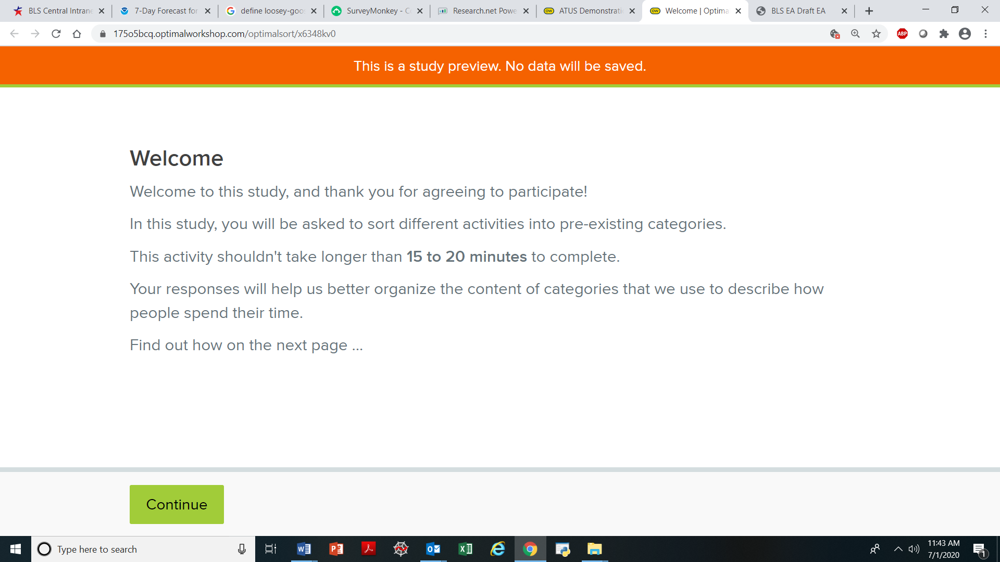 BLS Central Intrane
7-Day Forecast for
define loosey-goos
SurveyMonkey - C
Research.net Powe
ATUS Demonstrati
Welcome | Optima
BLS EA Draft EA
175o5bcq.optimalworkshop.com/optimalsort/x6348kv0
ABP
This is a study preview. No data will be saved.
Welcome
Welcome to this study, and thank you for agreeing to participate!
In this study, you will be asked to sort different activities into pre-existing categories.
This activity shouldn't take longer than 15 to 20 minutes to complete.
Your responses will help us better organize the content of categories that we use to describe how
people spend their time.
Find out how on the next page ...
Continue
Type here to search
11:43 AM
7/1/2020
1